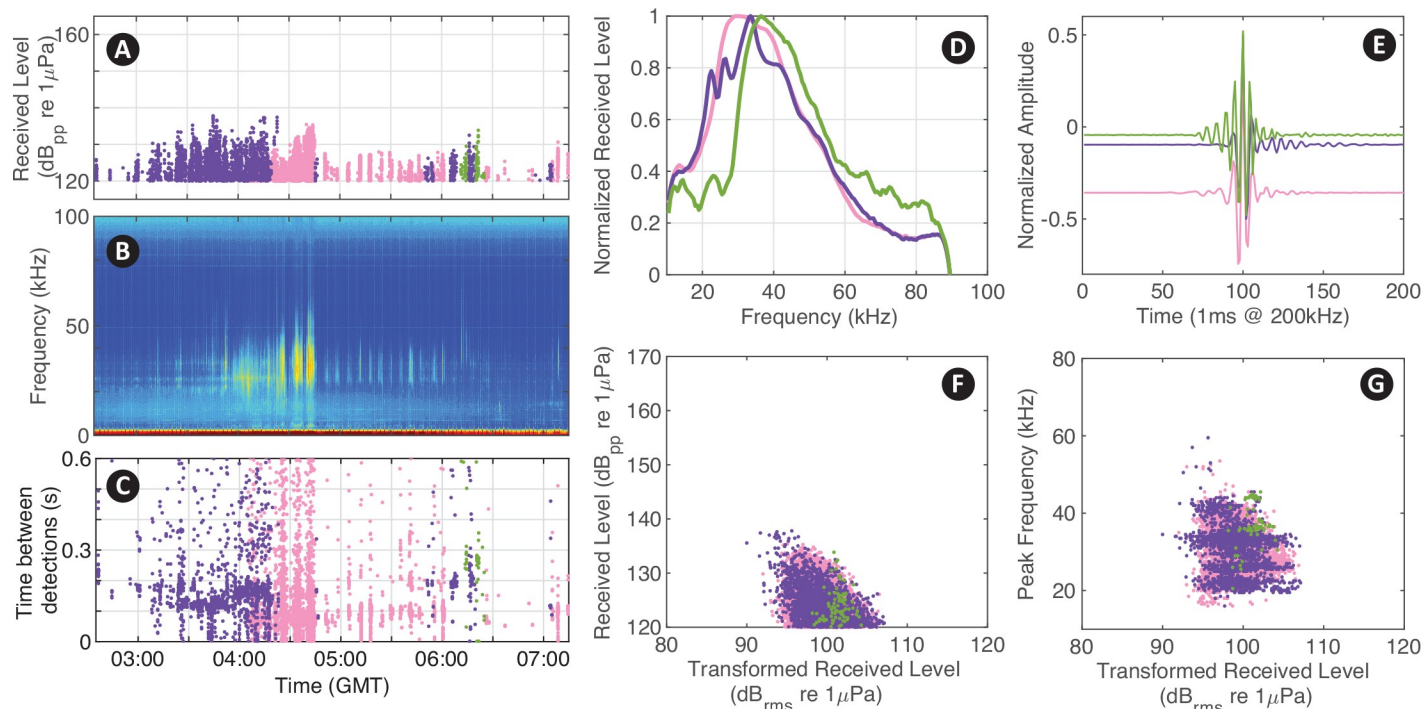 A
Received Level
(dBpp re 1μPa)
160
120
B
Frequency (kHz)
100
50
0
C
Time between
detections (s)
0.6
0.3
0
03:00 04:00 05:00 06:00 07:00
Time (GMT)
D
Normalized Received Level
1
0.8
0.6
0.4
0.2
0
20 40 60 80 100
Frequency (kHz)
E
Normalized Amplitude
0.5
0
-0.5
0 50 100 150 200
Time (1ms @ 200kHz)
F
Received Level (dBpp re 1μPa)
170
160
150
140
130
120
80 90 100 110 120
Transformed Received Level
(dBrms re 1μPa)
G
Peak Frequency (kHz)
80
60
40
20
80 90 100 110 120
Transformed Received Level
(dBrms re 1μPa)